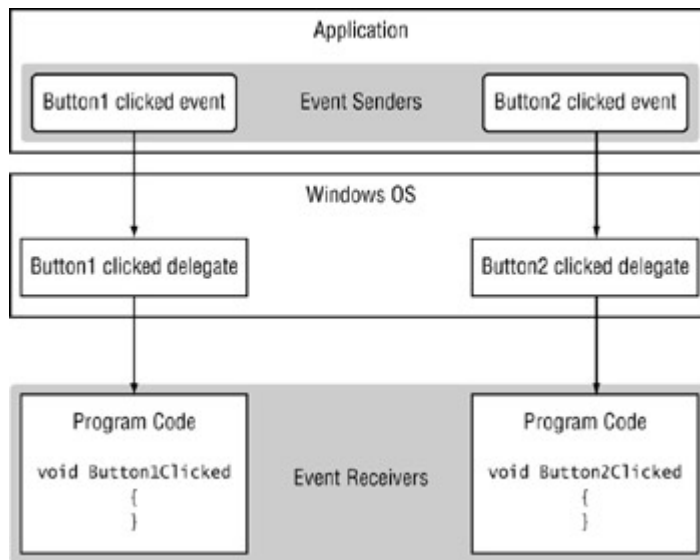 Application
Button1 clicked event
Event Senders
Button2 clicked event
Windows OS
Button1 clicked delegate
Button2 clicked delegate
Program Code
void Button1Clicked
{
}
Event Receivers
Program Code
void Button2Clicked
{
}